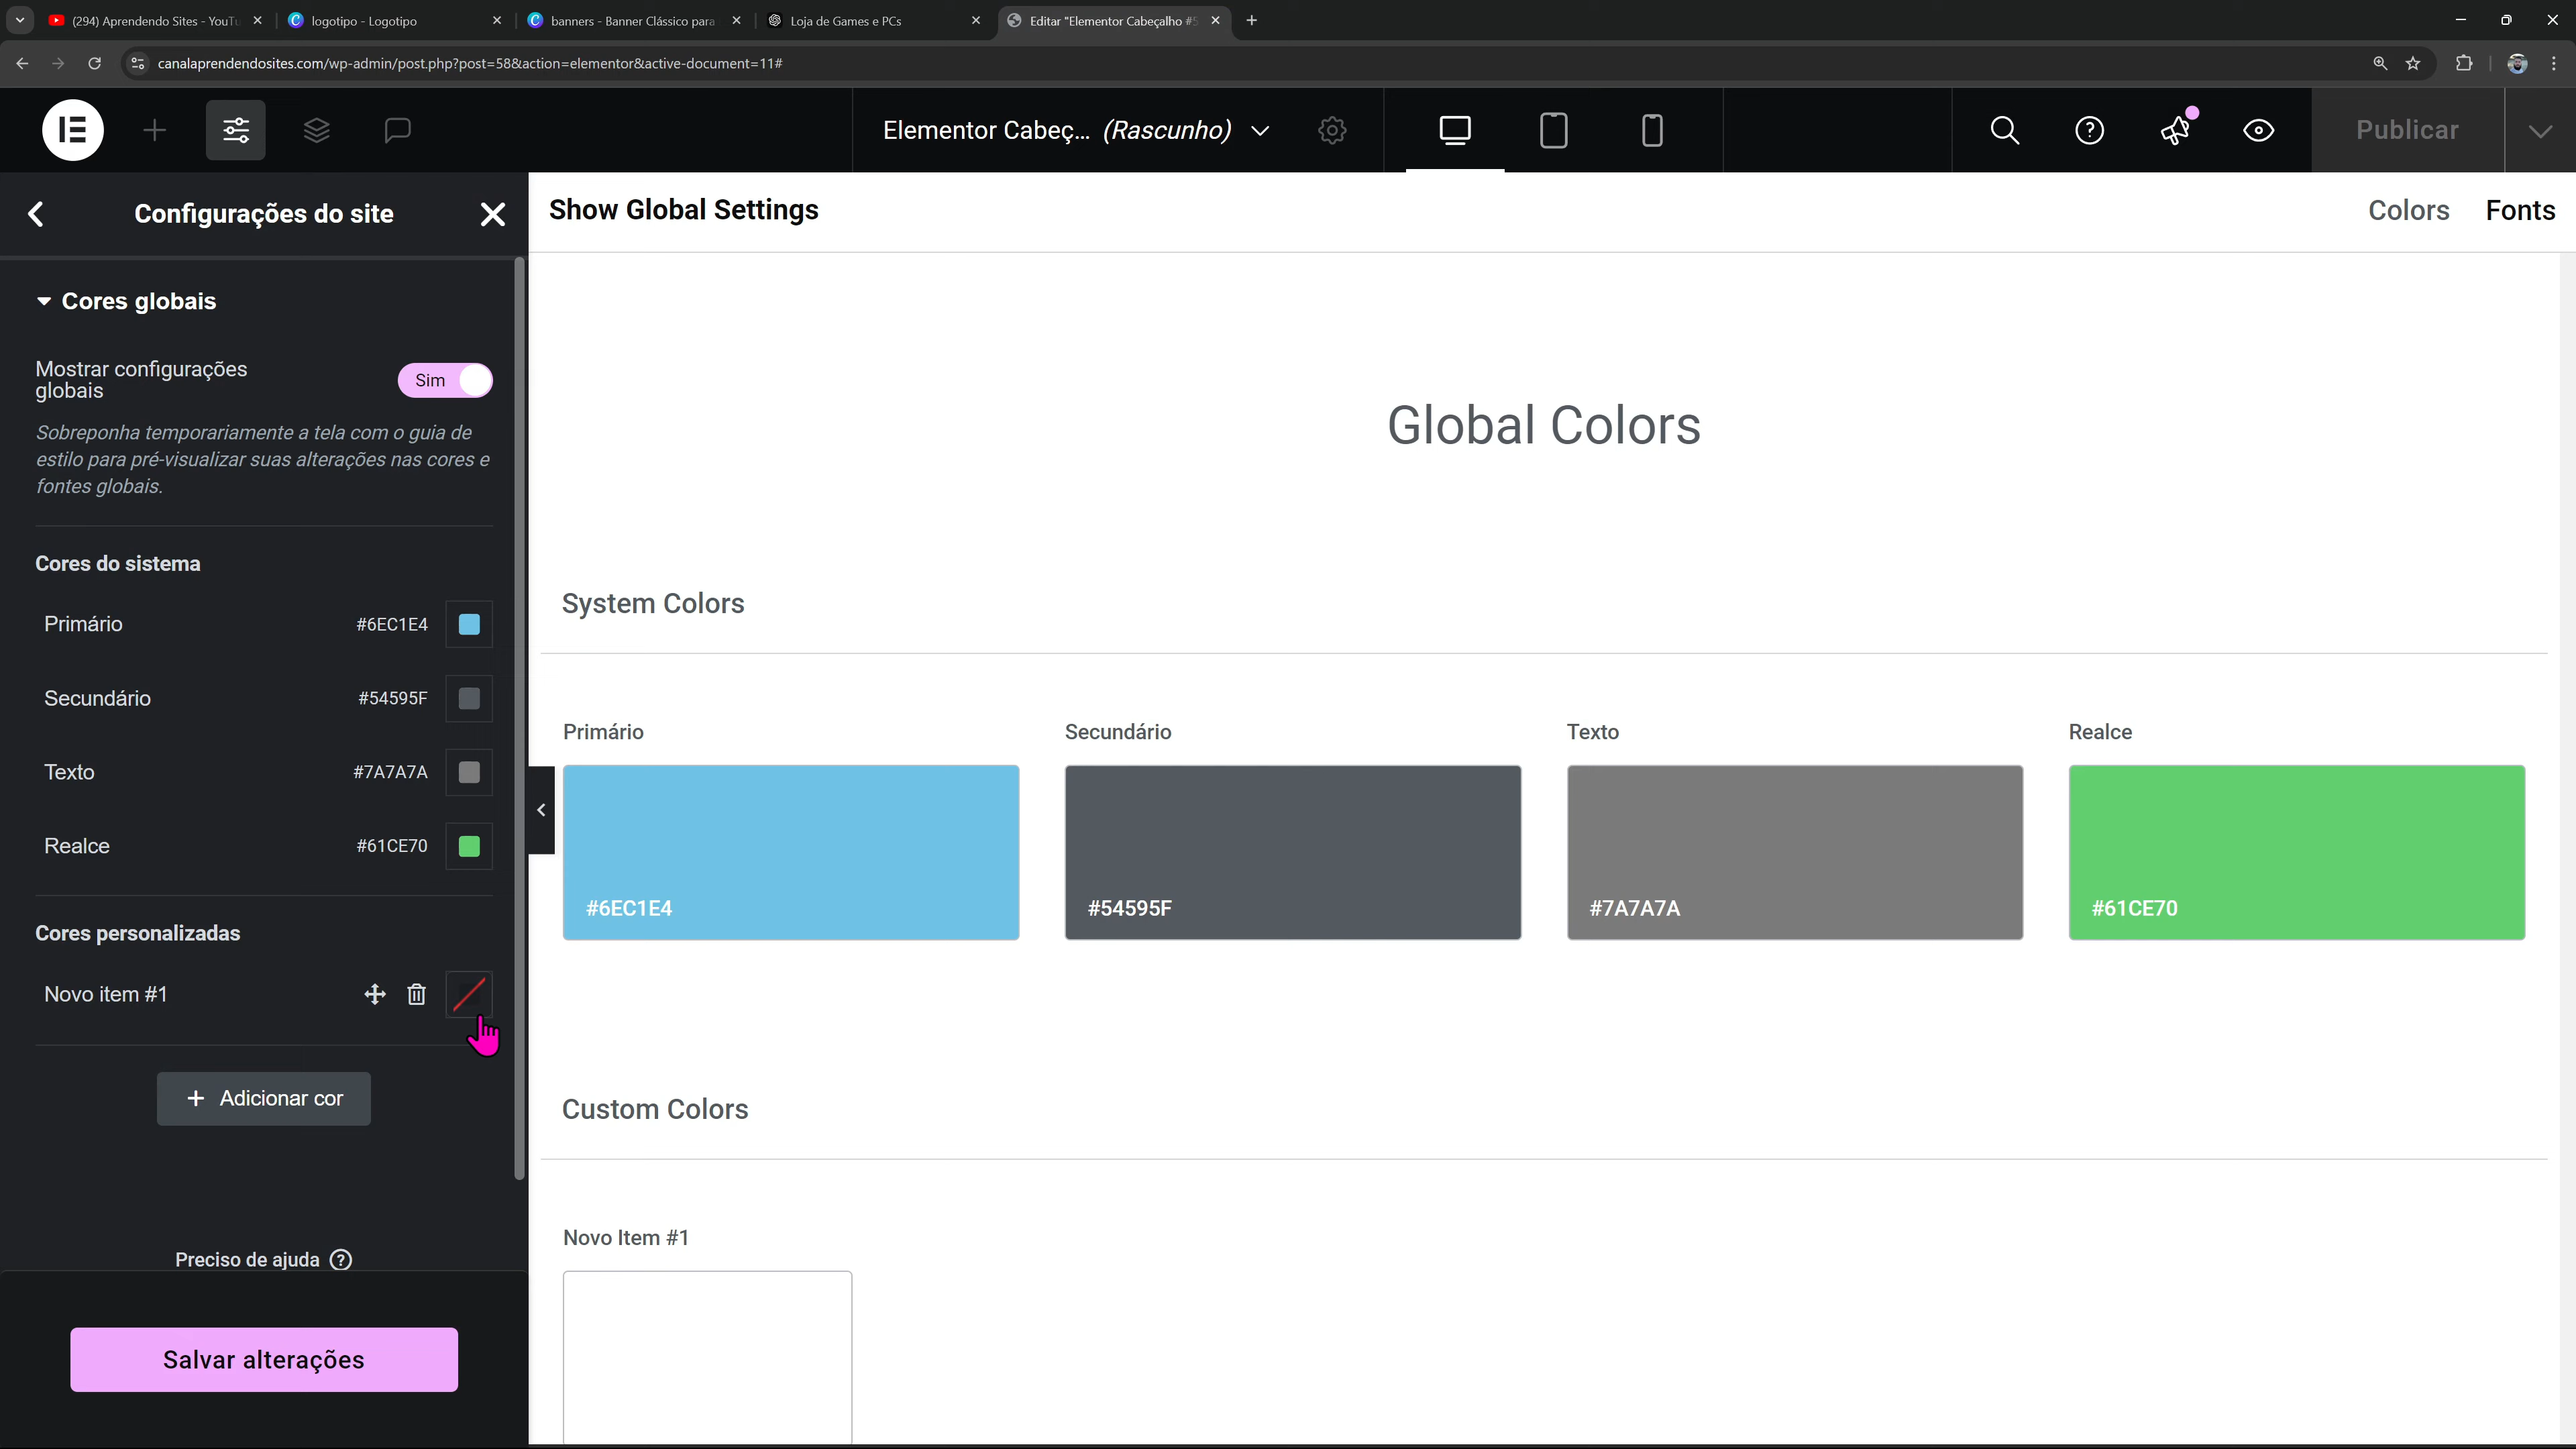 (294) Aprendendo Sites - YouTu
logotipo - Logotipo
banners - Banner Clássico para
Loja de Games e PCs
Editar "Elementor Cabeçalho #5
canalaprendendosites.com/wp-admin/post.php?post=58&action=elementor&active-document=11#
Elementor Cabeç... (Rascunho)
Publicar
Configurações do site
Show Global Settings
Colors
Fonts
Cores globais
Mostrar configurações
globais
Sim
Sobreponha temporariamente a tela com o guia de
estilo para pré-visualizar suas alterações nas cores e
fontes globais.
Cores do sistema
Primário #6EC1E4
Secundário #54595F
Texto #7A7A7A
Realce #61CE70
Cores personalizadas
Novo item #1
+ Adicionar cor
Preciso de ajuda ?
Salvar alterações
Global Colors
System Colors
Primário
Secundário
Texto
Realce
#6EC1E4
#54595F
#7A7A7A
#61CE70
Custom Colors
Novo Item #1